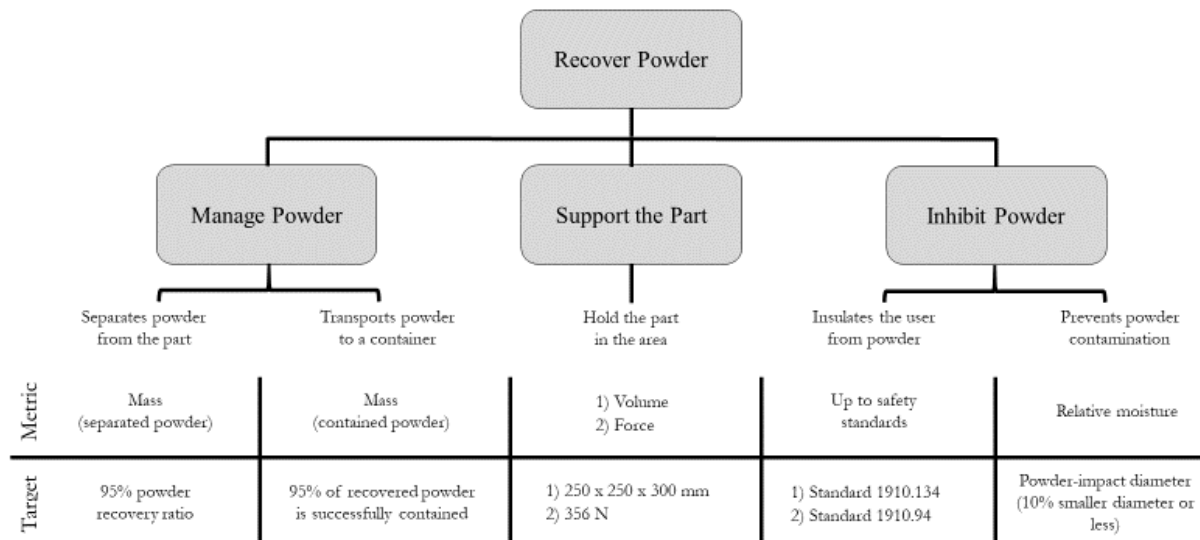 Recover Powder
Manage Powder
Support the Part
Inhibit Powder
Separates powder
from the part
Transports powder
to a container
Hold the part
in the area
Insulates the user
from powder
Prevents powder
contamination
Metric
Mass
(separated powder)
Mass
(contained powder)
1) Volume
2) Force
Up to safety
standards
Relative moisture
Target
95% powder
recovery ratio
95% of recovered powder
is successfully contained
1) 250 x 250 x 300 mm
2) 356 N
1) Standard 1910.134
2) Standard 1910.94
Powder-impact diameter
(10% smaller diameter or
less)